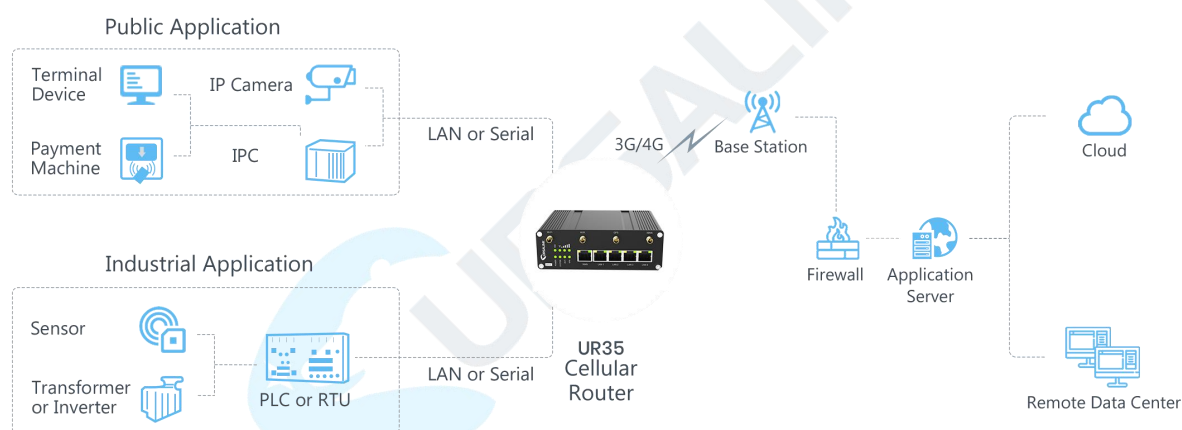 Public Application
Terminal
Device
IP Camera
Payment
Machine
IPC
LAN or Serial
3G/4G
Base Station
Cloud
Industrial Application
Firewall
Application
Server
Sensor
Transformer
or Inverter
PLC or RTU
LAN or Serial
UR35
Cellular
Router
Remote Data Center